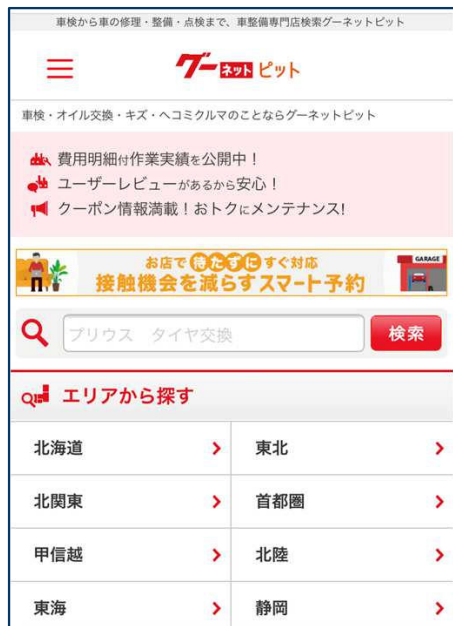 車検から車の修理・整備・点検まで、車整備専門店検索グーネットピット
グーネットピット
車検・オイル交換・キズ・ヘコミクルマのことならグーネットピット
費用明細付作業実績を公開中！
ユーザーレビューがあるから安心！
クーポン情報満載！おトクにメンテナンス!
お店で待たずにすぐ対応
接触機会を減らすスマート予約
GARAGE
プリウス　タイヤ交換
検索
エリアから探す
北海道
東北
北関東
首都圏
甲信越
北陸
東海
静岡